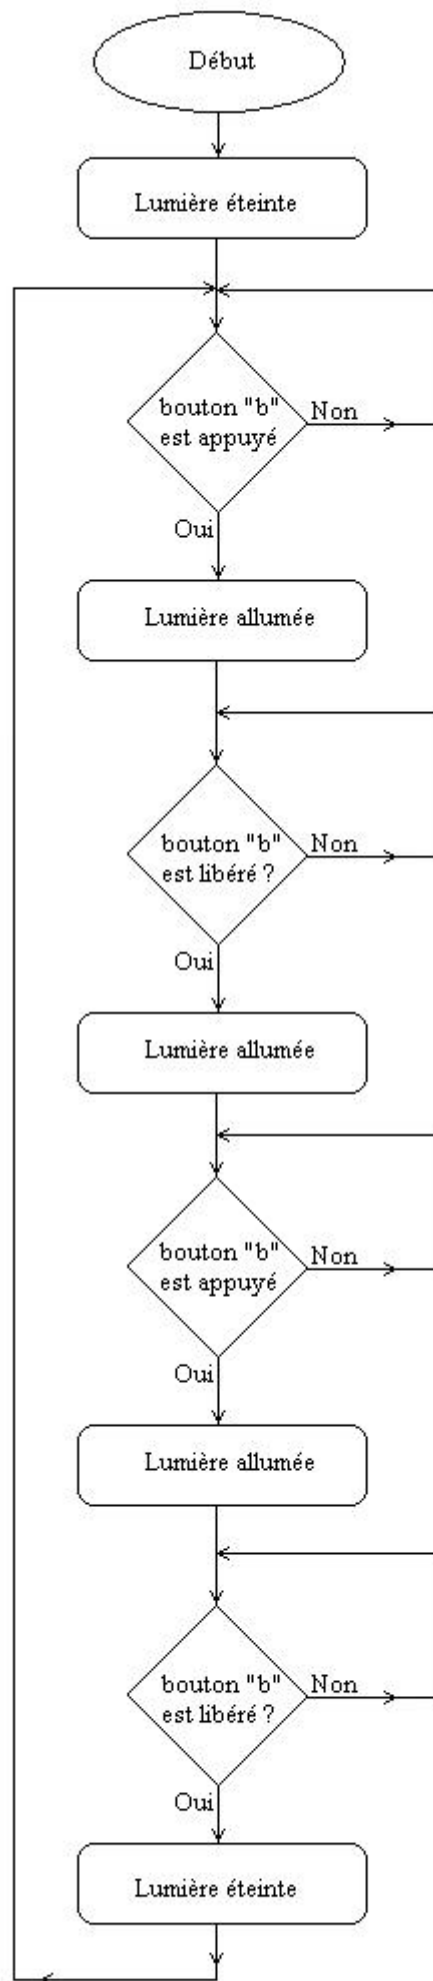 Début
Lumière éteinte
bouton "b"
est appuyé
Non
Oui
Lumière allumée
bouton "b"
est libéré ?
Non
Oui
Lumière allumée
bouton "b"
est appuyé
Non
Oui
Lumière allumée
bouton "b"
est libéré ?
Non
Oui
Lumière éteinte